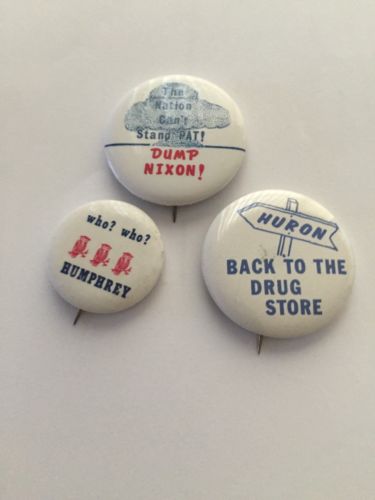 The
Nation
Can't
Stand PAT!
DUMP
NIXON!
who? who?
HUMPHREY
HURON
BACK TO THE
DRUG
STORE